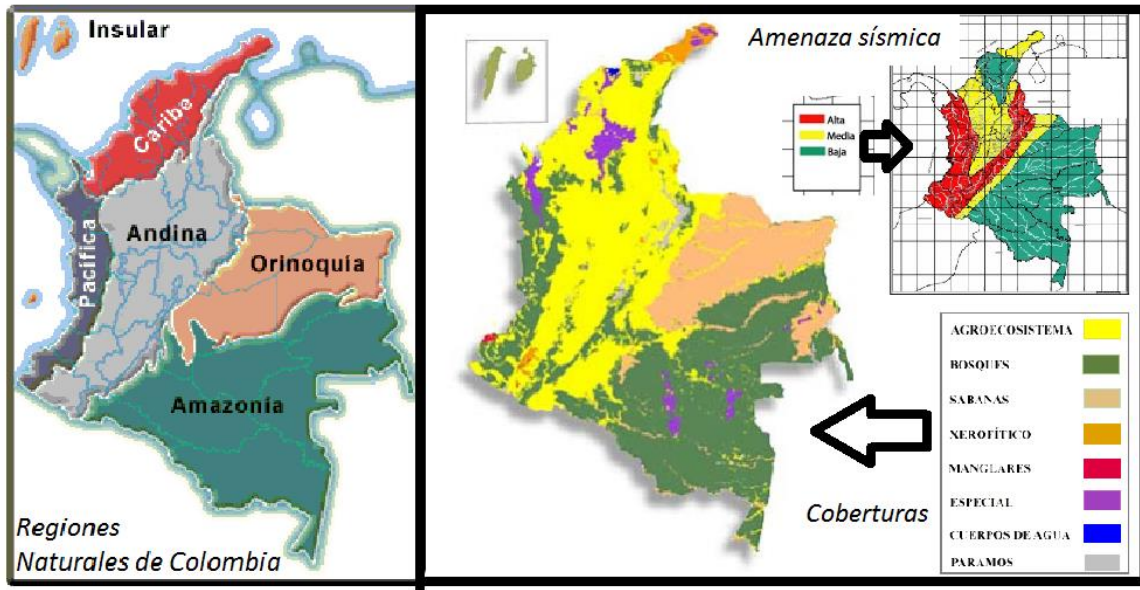 Insular
Caribe
Pacífica
Andina
Orinoquia
Amazonía
Regiones
Naturales de Colombia
Amenaza sísmica
Alta
Media
Baja
AGROECOSISTEMA
BOSQUES
SABANAS
XEROFÍTICO
MANGLARES
ESPECIAL
CUERPOS DE AGUA
PARAMOS
Coberturas